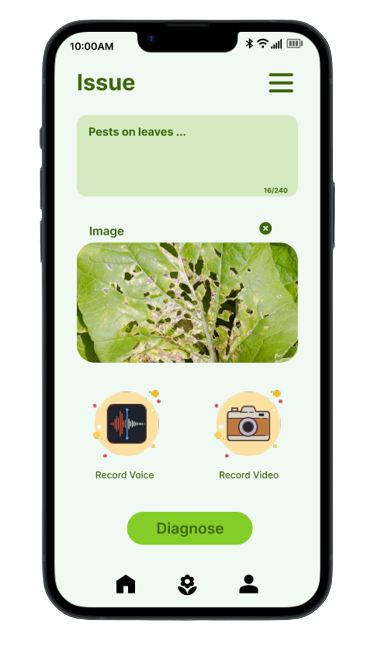 10:00AM
Issue
Pests on leaves ...
16/240
Image
Record Voice
Record Video
Diagnose